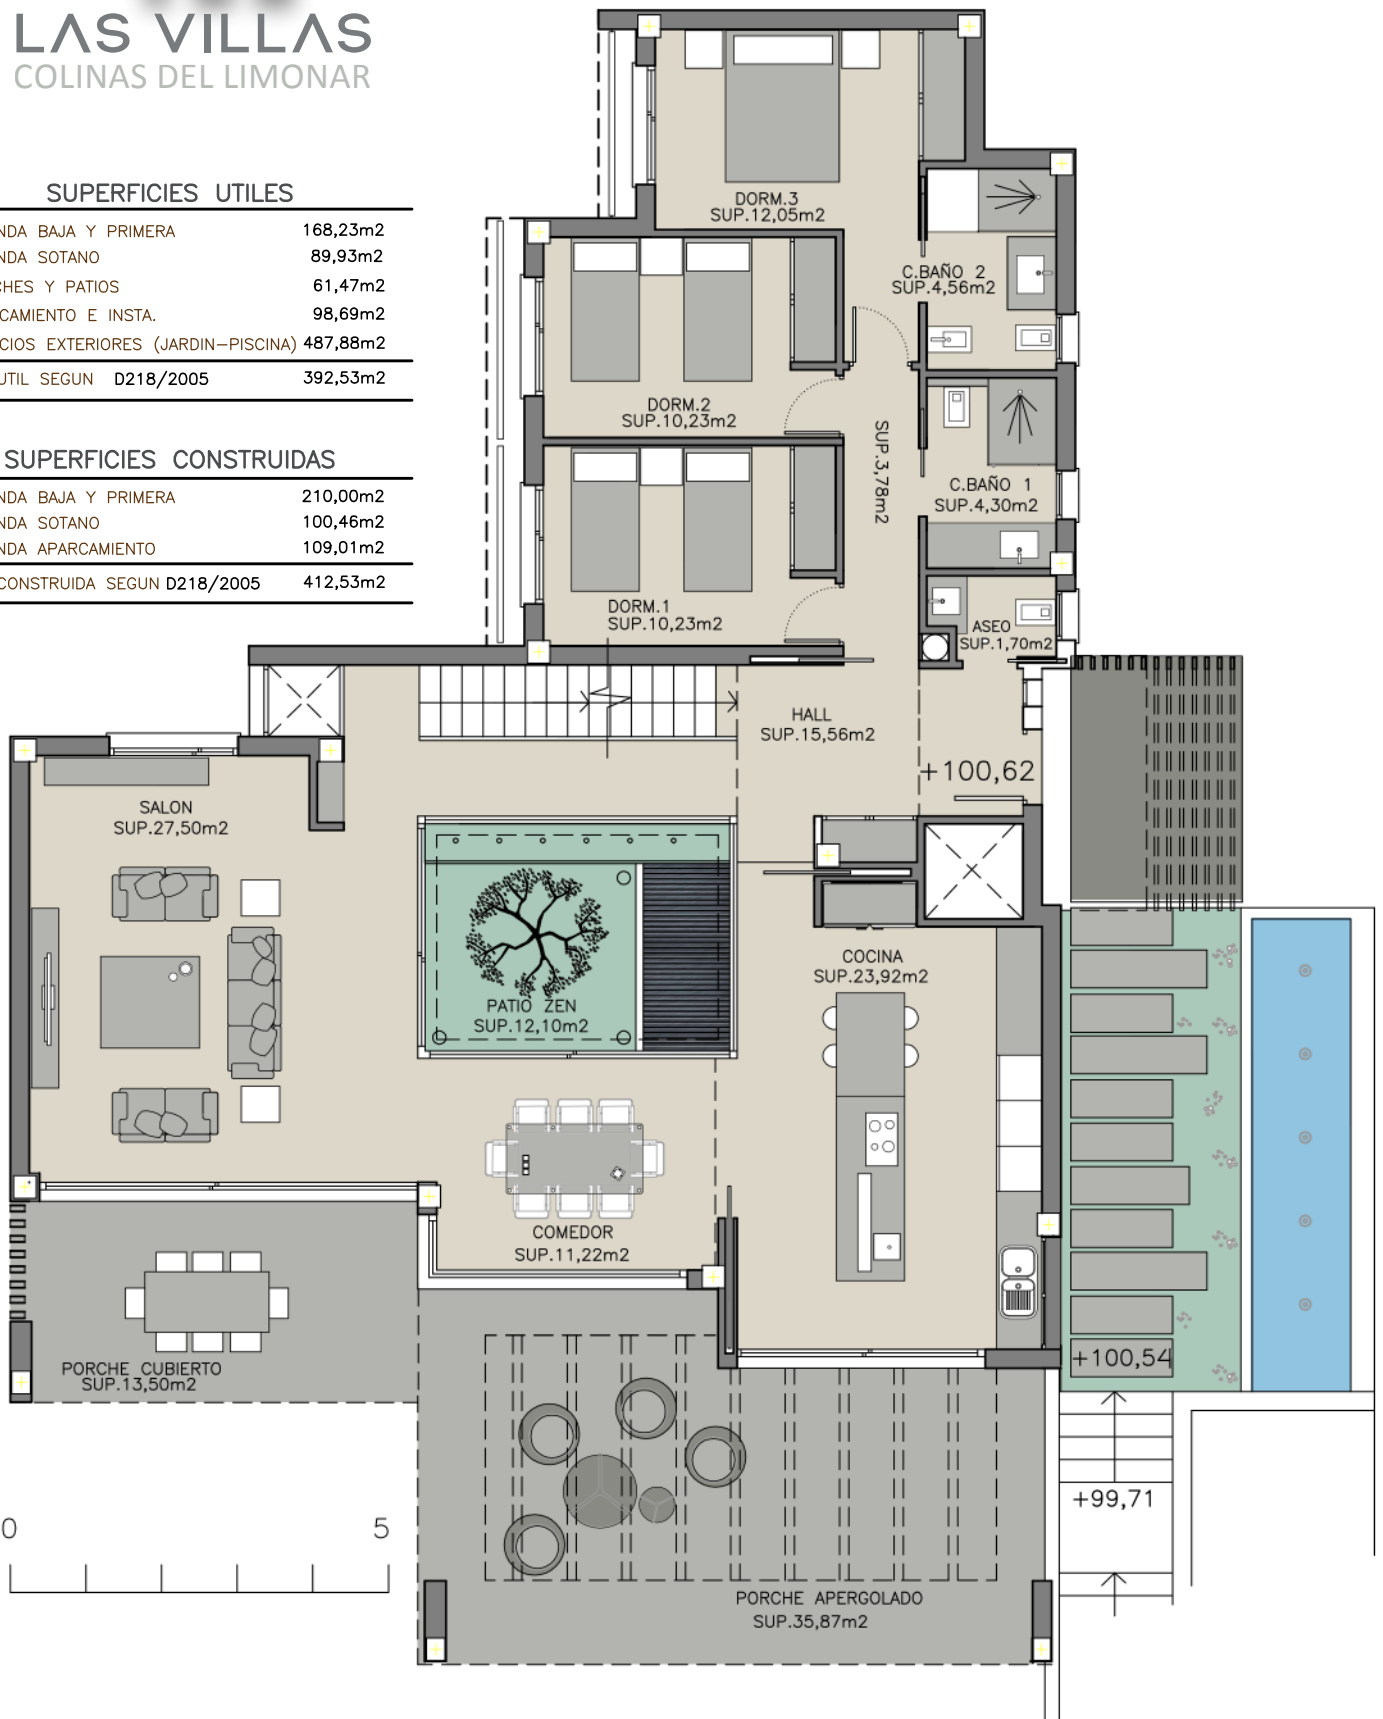 LAS VILLAS
COLINAS DEL LIMONAR
SUPERFICIES UTILES
NDA BAJA Y PRIMERA 168,23m2
NDA SOTANO 89,93m2
CHES Y PATIOS 61,47m2
CAMIENTO E INSTA. 98,69m2
CIOS EXTERIORES (JARDIN-PISCINA) 487,88m2
UTIL SEGUN D218/2005 392,53m2
SUPERFICIES CONSTRUIDAS
NDA BAJA Y PRIMERA 210,00m2
NDA SOTANO 100,46m2
NDA APARCAMIENTO 109,01m2
CONSTRUIDA SEGUN D218/2005 412,53m2
DORM.3
SUP.12,05m2
C.BAÑO 2
SUP.4,56m2
DORM.2
SUP.10,23m2
SUP.3,78m2
C.BAÑO 1
SUP.4,30m2
DORM.1
SUP.10,23m2
ASEO
SUP.1,70m2
HALL
SUP.15,56m2
+100,62
SALON
SUP.27,50m2
COCINA
SUP.23,92m2
PATIO ZEN
SUP.12,10m2
COMEDOR
SUP.11,22m2
PORCHE CUBIERTO
SUP.13,50m2
+100,54
+99,71
0 5
PORCHE APERGOLADO
SUP.35,87m2